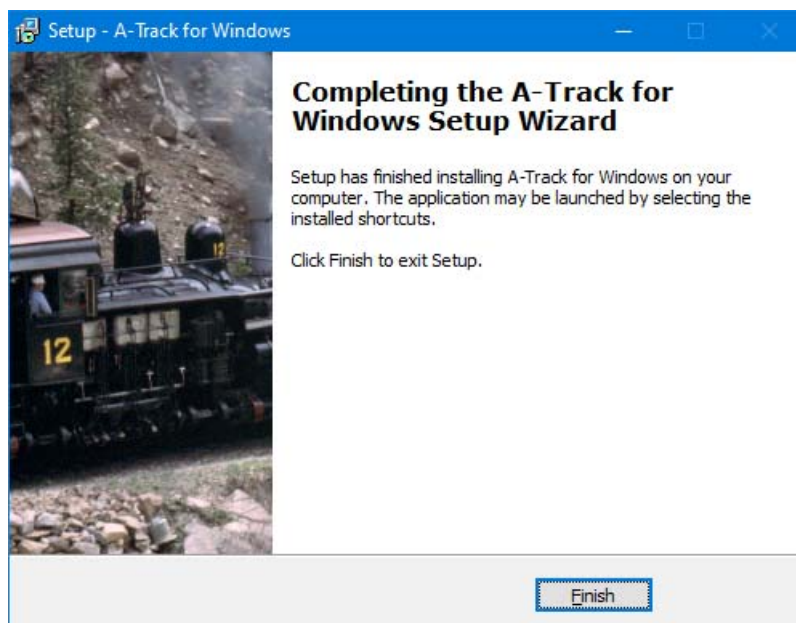 Setup - A-Track for Windows
Completing the A-Track for
Windows Setup Wizard
Setup has finished installing A-Track for Windows on your
computer. The application may be launched by selecting the
installed shortcuts.
Click Finish to exit Setup.
12
12
Finish